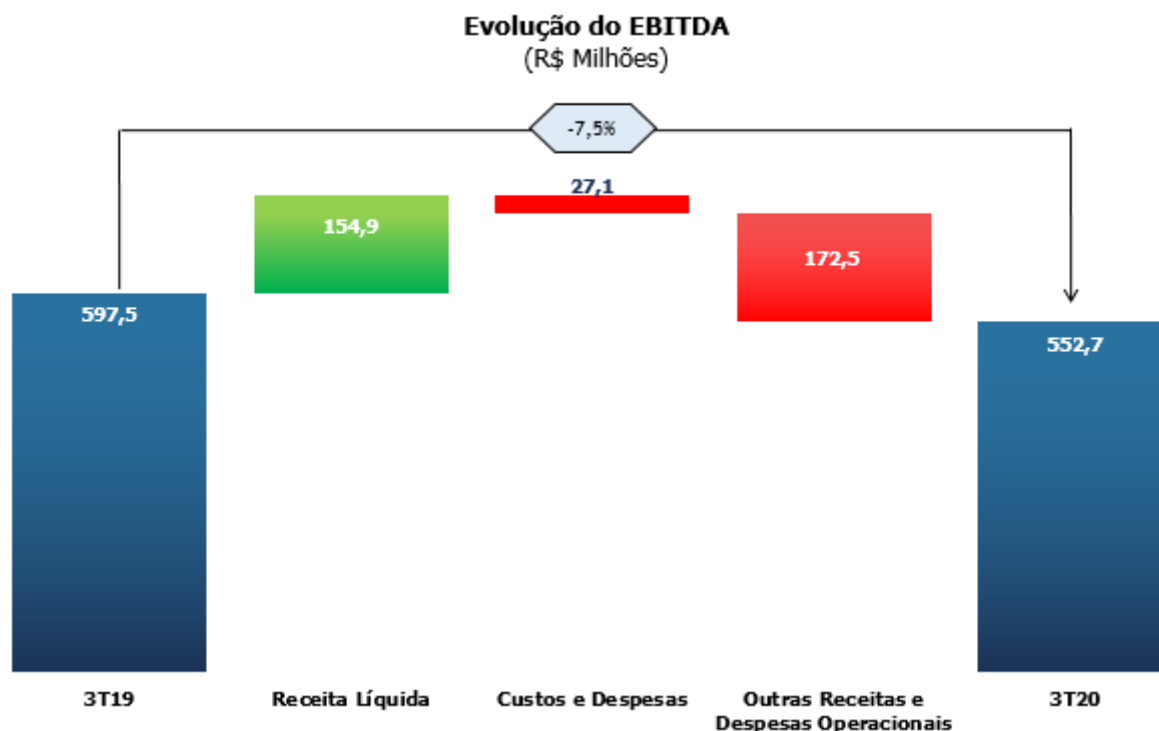 Evolução do EBITDA
(R$ Milhões)
-7,5%
27,1
154,9
172,5
597,5
552,7
3T19
Receita Líquida
Custos e Despesas
Outras Receitas e
Despesas Operacionais
3T20